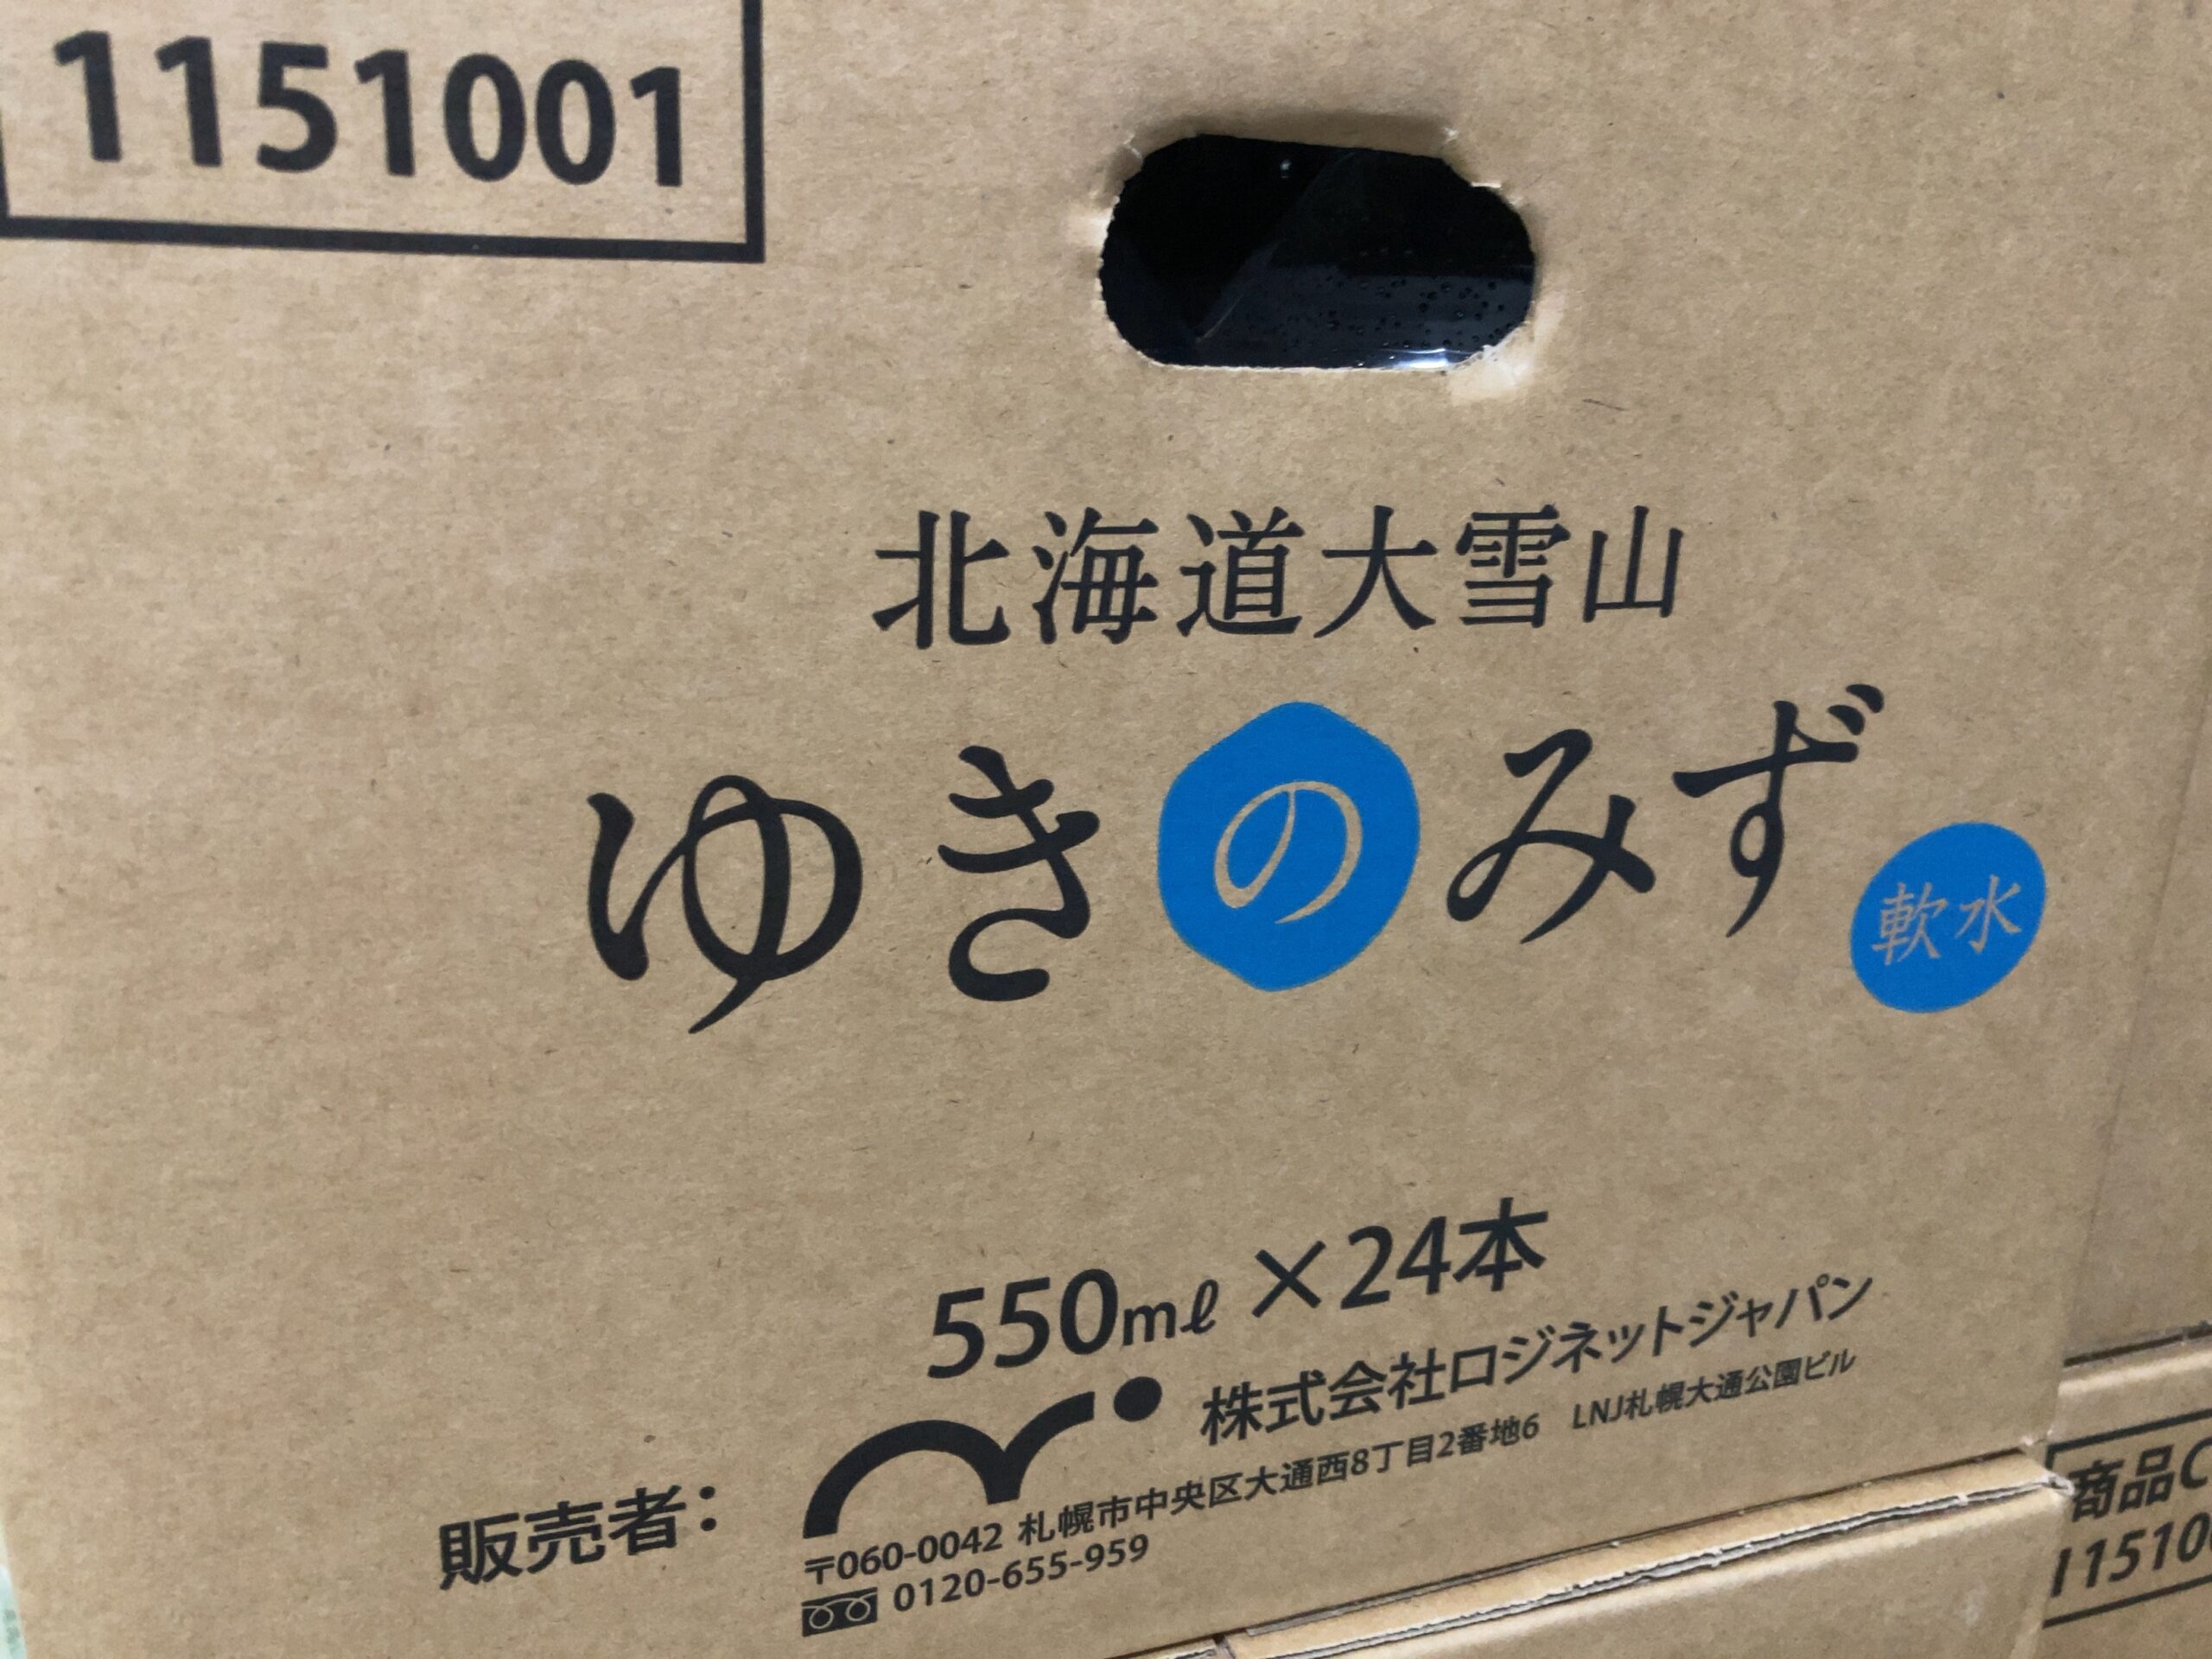 1151001
北海道大雪山
ゆきのみず
軟水
550mℓ×24本
販売者：
株式会社ロジネットジャパン
〒060-0042 札幌市中央区大通西8丁目2番地6 LNJ札幌大通公園ビル
0120-655-959
商品C